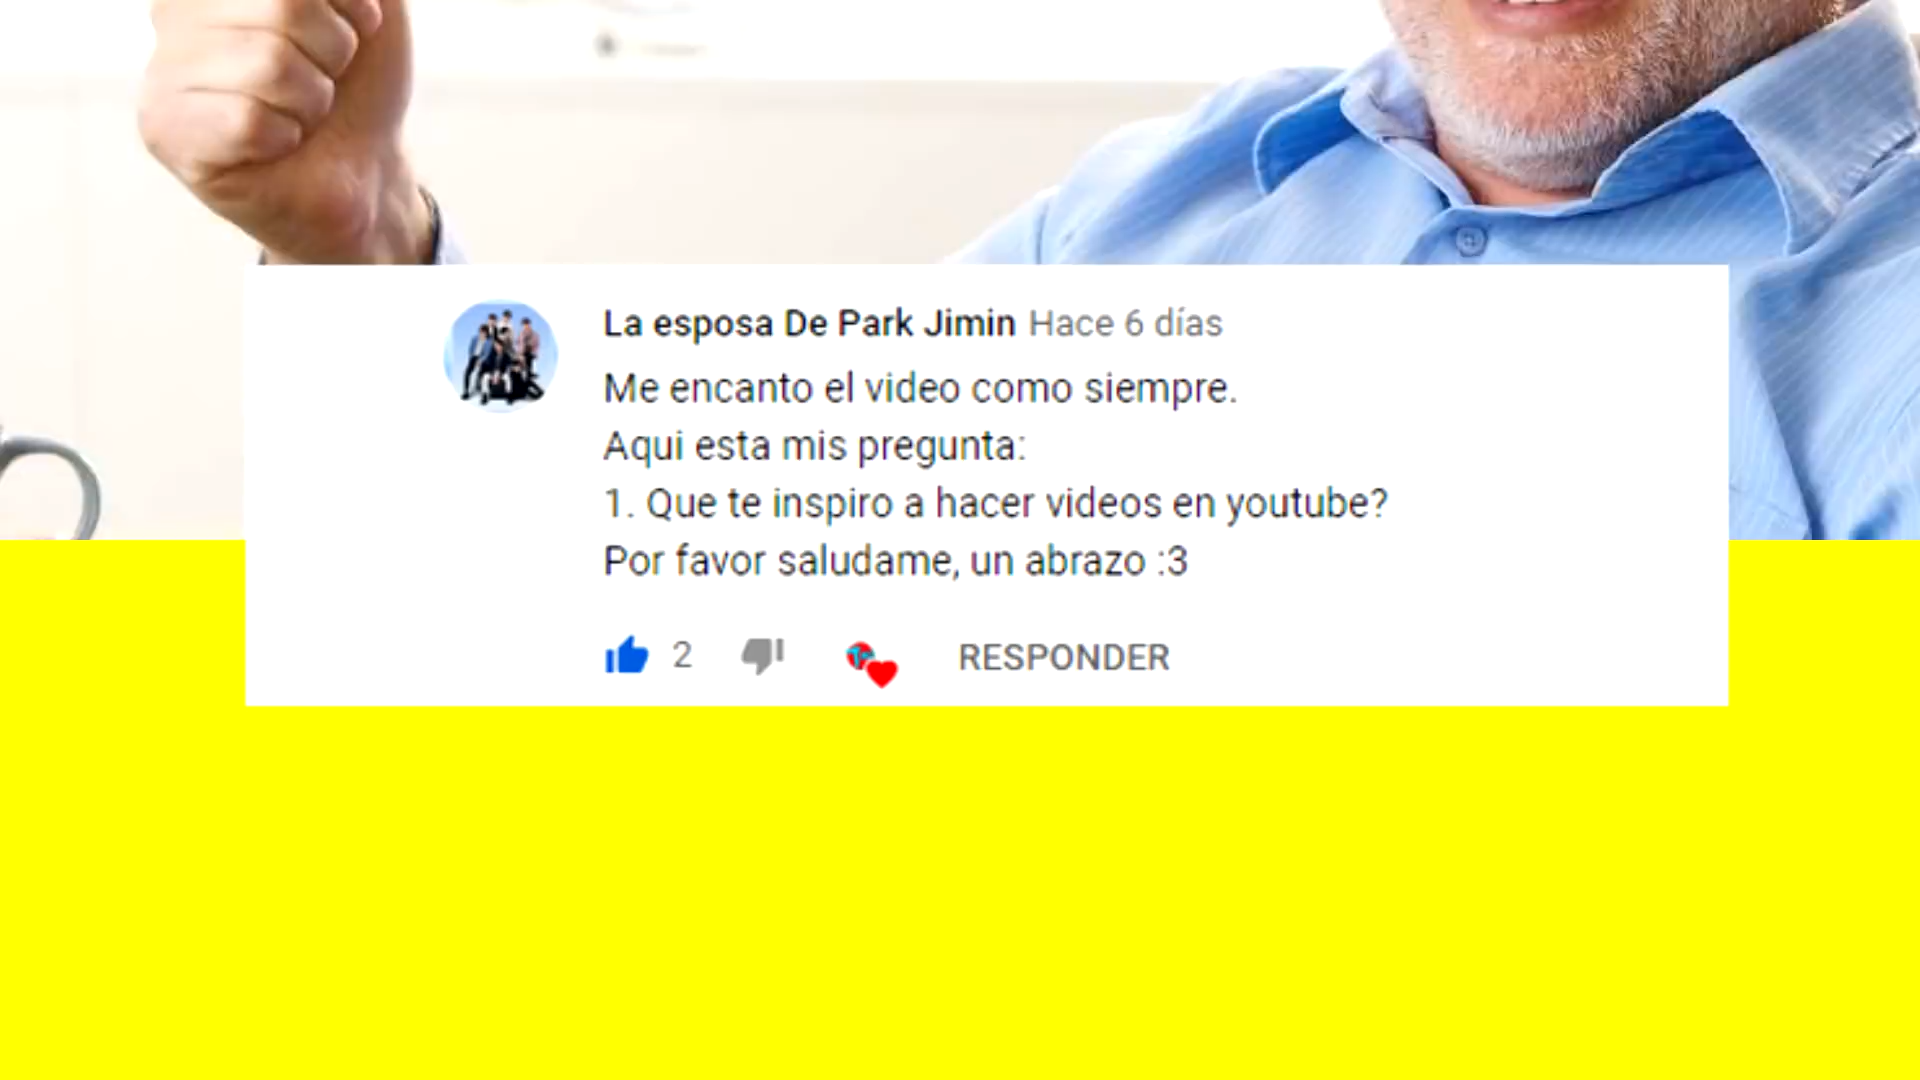 La esposa De Park Jimin Hace 6 días
Me encanto el video como siempre.
Aqui esta mis pregunta:
1. Que te inspiro a hacer videos en youtube?
Por favor saludame, un abrazo :3
2 RESPONDER